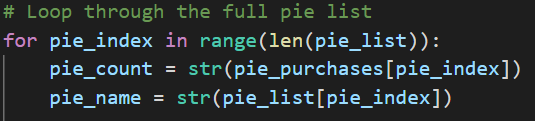 # Loop through the full pie list
for pie_index in range(len(pie_list)):
    pie_count = str(pie_purchases[pie_index])
    pie_name = str(pie_list[pie_index])